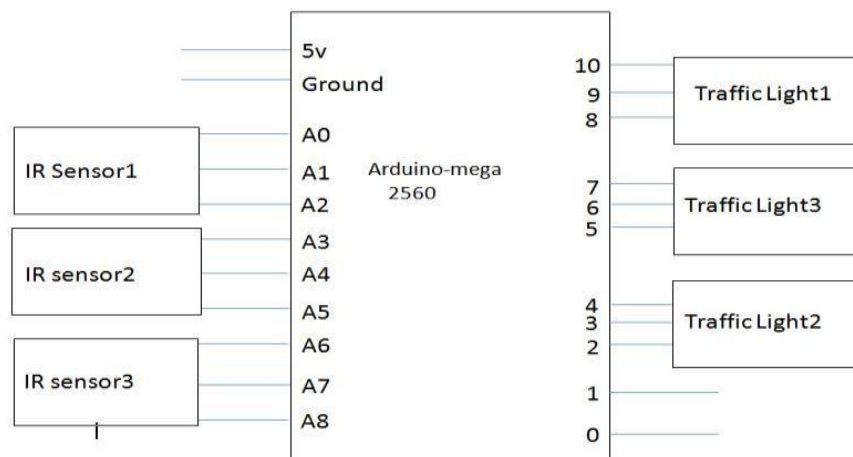 5v
Ground
A0
A1
A2
A3
A4
A5
A6
A7
A8
IR Sensor1
IR sensor2
IR sensor3
Arduino-mega
2560
10
9
8
7
6
5
4
3
2
1
0
Traffic Light1
Traffic Light3
Traffic Light2